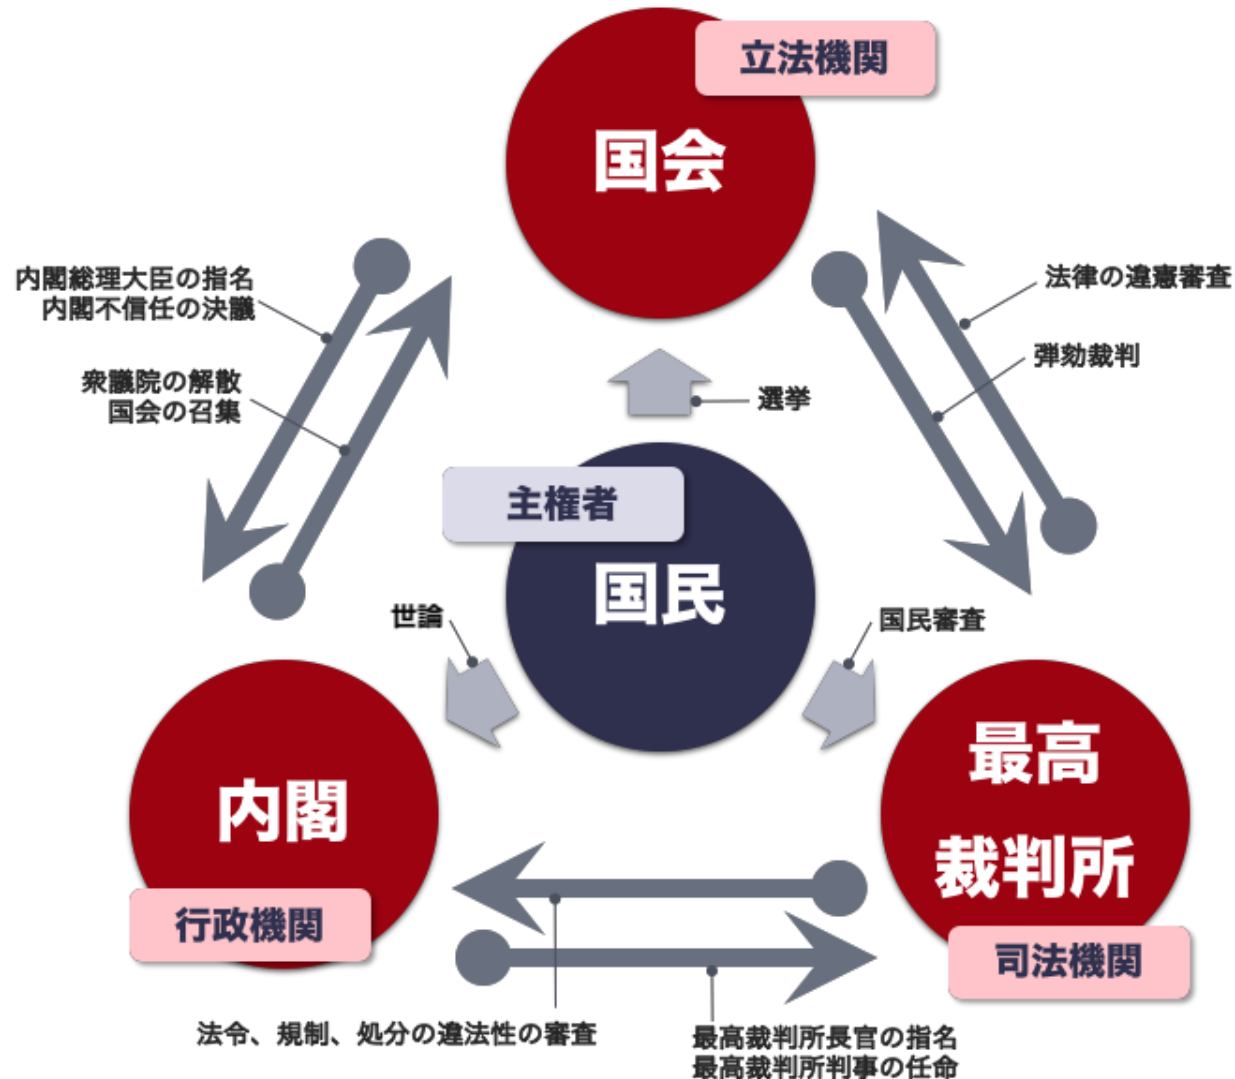 立法機関
国会
内閣総理大臣の指名
内閣不信任の決議
衆議院の解散
国会の召集
法律の違憲審査
弾劾裁判
選挙
主権者
国民
世論
国民審査
内閣
行政機関
最高
裁判所
司法機関
法令、規制、処分の違法性の審査
最高裁判所長官の指名
最高裁判所判事の任命